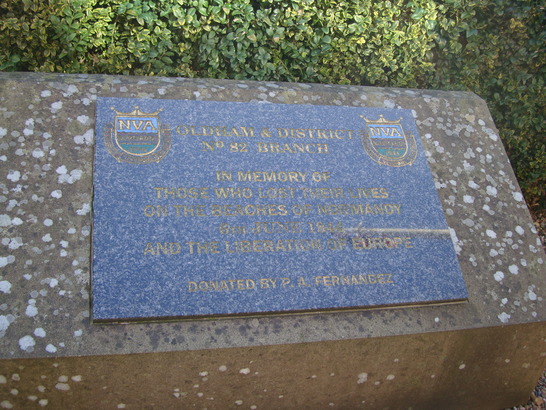 NVA
NVA
OLDHAM & DISTRICT
Nº 82 BRANCH
IN MEMORY OF
THOSE WHO LOST THEIR LIVES
ON THE BEACHES OF NORMANDY
6TH JUNE
AND THE LIBERATION OF EUROPE
DONATED BY P. A. FERNANDEZ